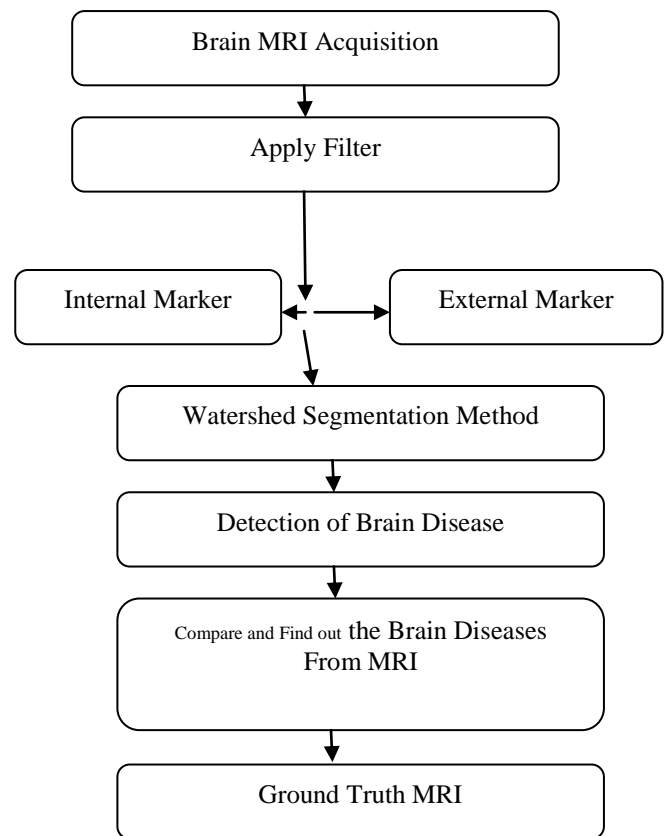 Brain MRI Acquisition
Apply Filter
Internal Marker
External Marker
Watershed Segmentation Method
Detection of Brain Disease
Compare and Find out the Brain Diseases
From MRI
Ground Truth MRI